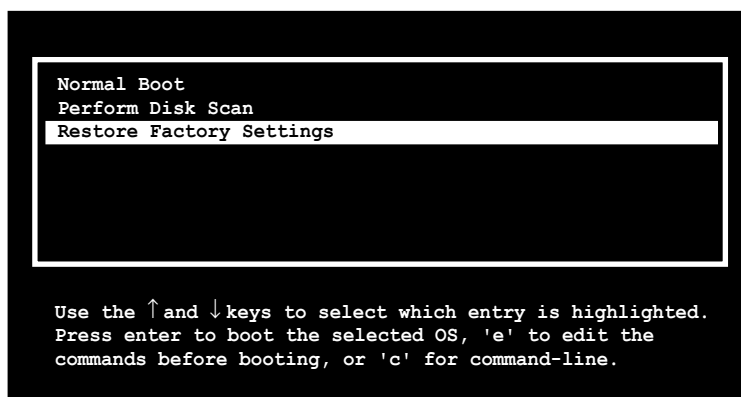 Normal Boot
Perform Disk Scan
Restore Factory Settings
Use the ↑ and ↓ keys to select which entry is highlighted.
Press enter to boot the selected OS, 'e' to edit the
commands before booting, or 'c' for command-line.